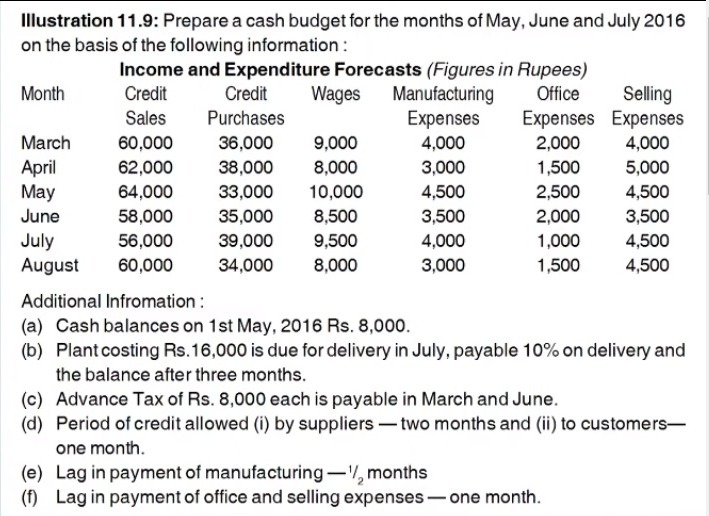 Illustration 11.9: Prepare a cash budget for the months of May, June and July 2016
on the basis of the following information :
Income and Expenditure Forecasts (Figures in Rupees)
Month Credit Credit Wages Manufacturing Office Selling
Sales Purchases Expenses Expenses Expenses
March 60,000 36,000 9,000 4,000 2,000 4,000
April 62,000 38,000 8,000 3,000 1,500 5,000
May 64,000 33,000 10,000 4,500 2,500 4,500
June 58,000 35,000 8,500 3,500 2,000 3,500
July 56,000 39,000 9,500 4,000 1,000 4,500
August 60,000 34,000 8,000 3,000 1,500 4,500
Additional Infromation :
(a) Cash balances on 1st May, 2016 Rs. 8,000.
(b) Plant costing Rs.16,000 is due for delivery in July, payable 10% on delivery and
the balance after three months.
(c) Advance Tax of Rs. 8,000 each is payable in March and June.
(d) Period of credit allowed (i) by suppliers — two months and (ii) to customers—
one month.
(e) Lag in payment of manufacturing — 1/2 months
(f) Lag in payment of office and selling expenses — one month.